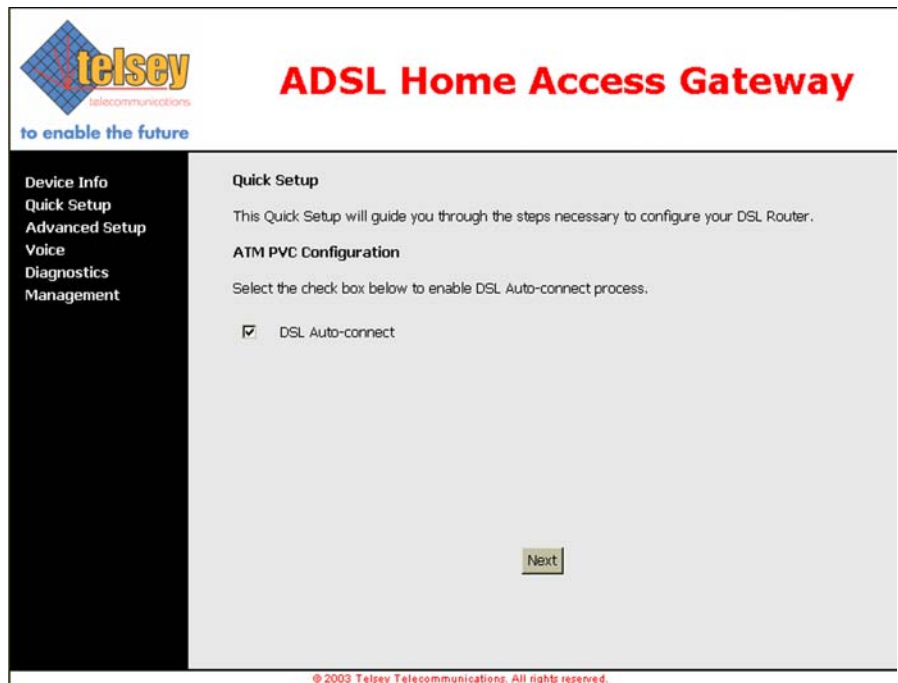 telsey
telecommunications
to enable the future
ADSL Home Access Gateway
Device Info
Quick Setup
Advanced Setup
Voice
Diagnostics
Management
Quick Setup
This Quick Setup will guide you through the steps necessary to configure your DSL Router.
ATM PVC Configuration
Select the check box below to enable DSL Auto-connect process.
DSL Auto-connect
Next
© 2003 Telsey Telecommunications. All rights reserved.